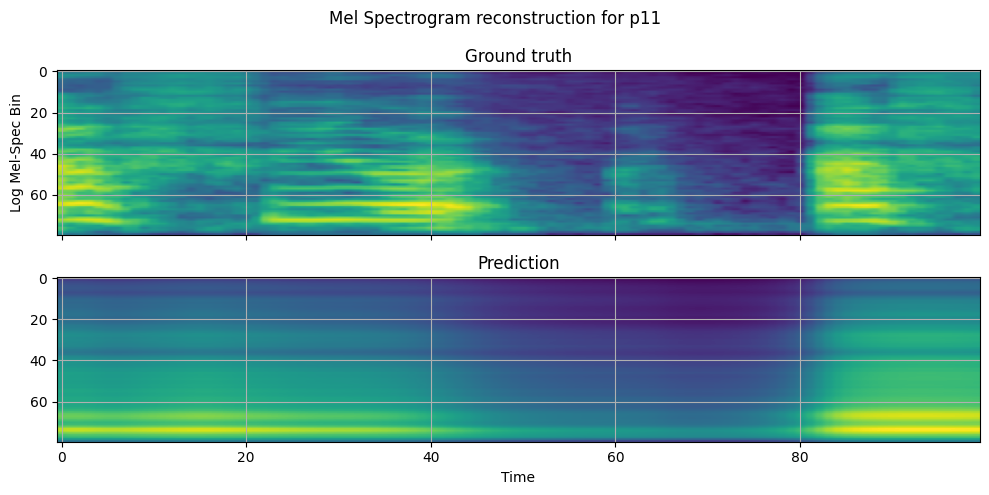 Mel Spectrogram reconstruction for p11
Ground truth
Log Mel-Spec Bin
0
20
40
60
Prediction
0
20
40
60
0 20 40 60 80
Time